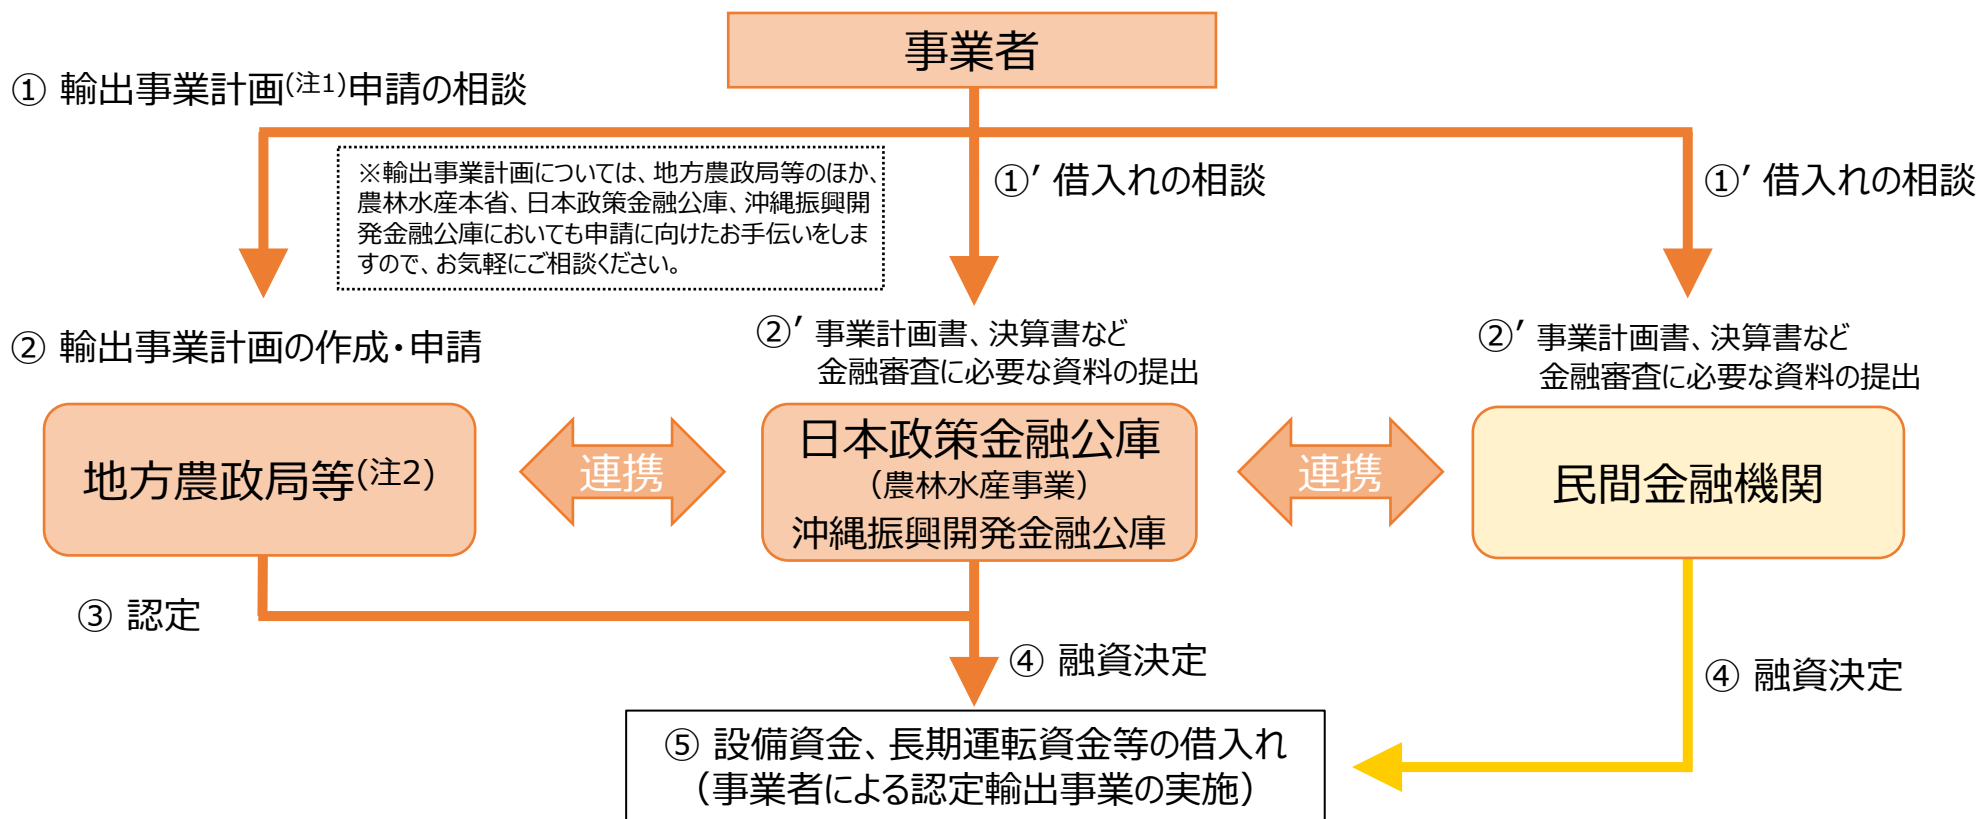 事業者
① 輸出事業計画(注1)申請の相談
※輸出事業計画については、地方農政局等のほか、
農林水産本省、日本政策金融公庫、沖縄振興開
発金融公庫においても申請に向けたお手伝いをしま
すので、お気軽にご相談ください。
①’ 借入れの相談
①’ 借入れの相談
② 輸出事業計画の作成・申請
②’ 事業計画書、決算書など
金融審査に必要な資料の提出
②’ 事業計画書、決算書など
金融審査に必要な資料の提出
地方農政局等(注2)
連携
日本政策金融公庫
（農林水産事業）
沖縄振興開発金融公庫
連携
民間金融機関
③ 認定
④ 融資決定
④ 融資決定
⑤ 設備資金、長期運転資金等の借入れ
（事業者による認定輸出事業の実施）